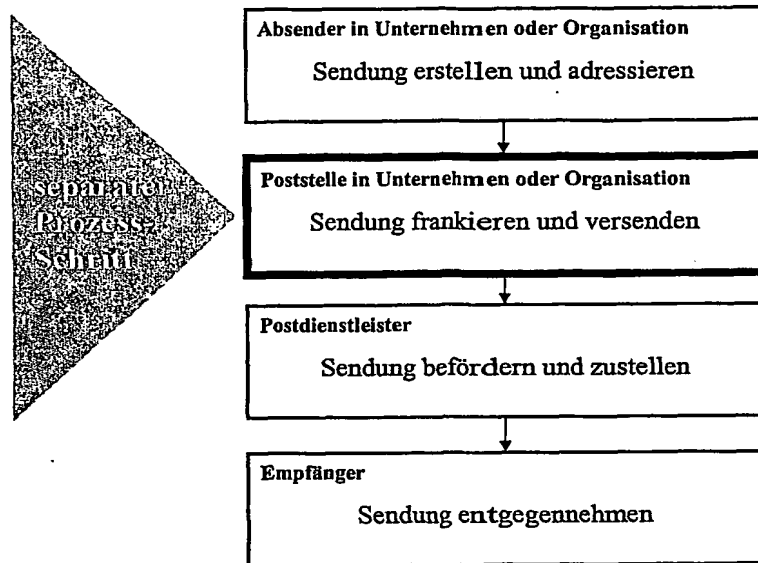 Absender in Unternehmen oder Organisation
Sendung erstellen und adressieren
separater
Prozess-
Schritt
Poststelle in Unternehmen oder Organisation
Sendung frankieren und versenden
Postdienstleister
Sendung befördern und zustellen
Empfänger
Sendung entgegennehmen